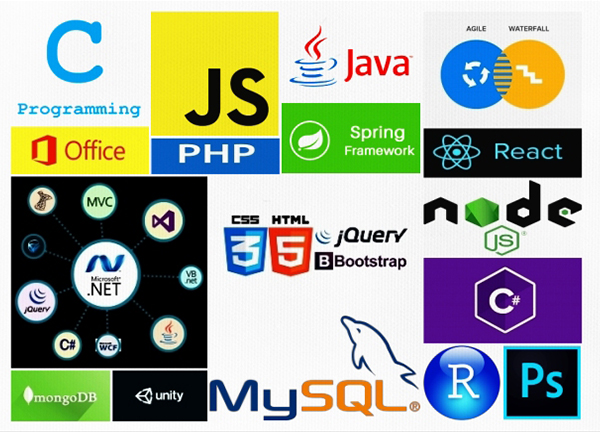 C
Programming
JS
Java™
AGILE WATERFALL
Office
PHP
Spring
Framework
React
MVC
Microsoft®
.NET
VB
.net
jQuery
C#
WCF
CSS HTML
3 5
jQuery
B Bootstrap
node
JS®
C#
mongoDB
unity
MySQL®
R
Ps